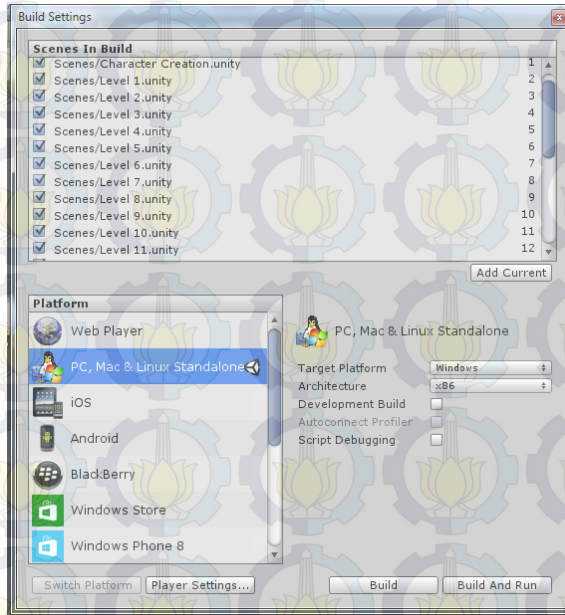 Build Settings
Scenes In Build
Scenes/Character Creation.unity 1
Scenes/Level 1.unity 2
Scenes/Level 2.unity 3
Scenes/Level 3.unity 4
Scenes/Level 4.unity 5
Scenes/Level 5.unity 6
Scenes/Level 6.unity 7
Scenes/Level 7.unity 8
Scenes/Level 8.unity 9
Scenes/Level 9.unity 10
Scenes/Level 10.unity 11
Scenes/Level 11.unity 12
Add Current
Platform
Web Player
PC, Mac & Linux Standalone
iOS
Android
BlackBerry
Windows Store
Windows Phone 8
PC, Mac & Linux Standalone
Target Platform Windows
Architecture x86
Development Build
Autoconnect Profiler
Script Debugging
Switch Platform Player Settings... Build Build And Run